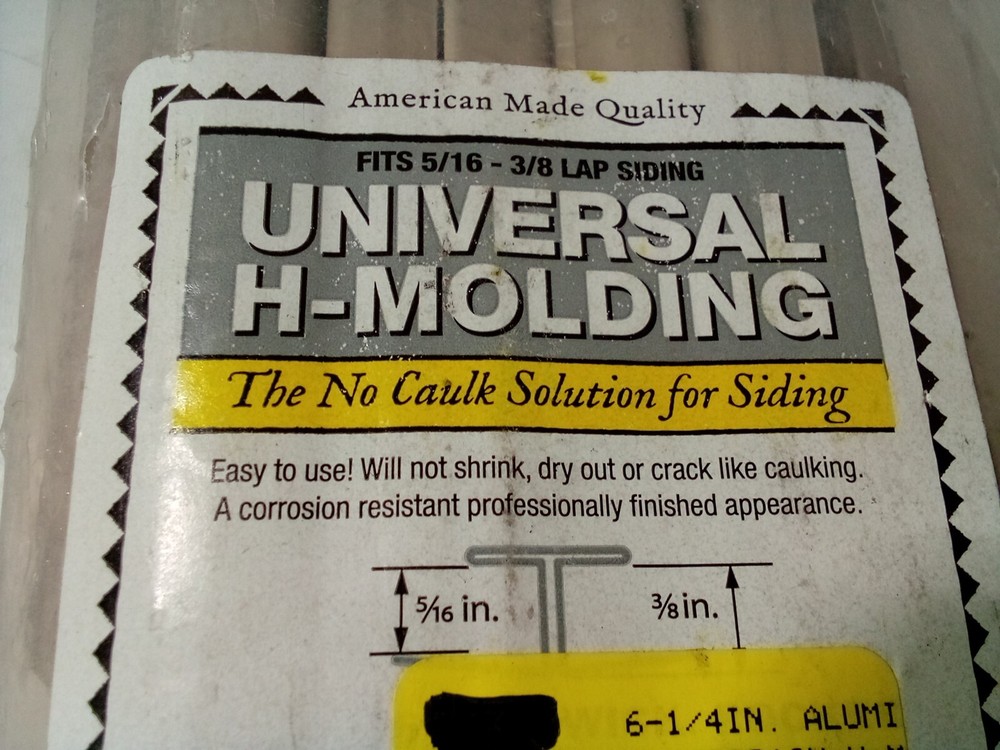 American Made Quality
FITS 5/16 - 3/8 LAP SIDING
UNIVERSAL
H-MOLDING
The No Caulk Solution for Siding
Easy to use! Will not shrink, dry out or crack like caulking.
A corrosion resistant professionally finished appearance.
5/16 in. 3/8 in.
6-1/4IN. ALUMI